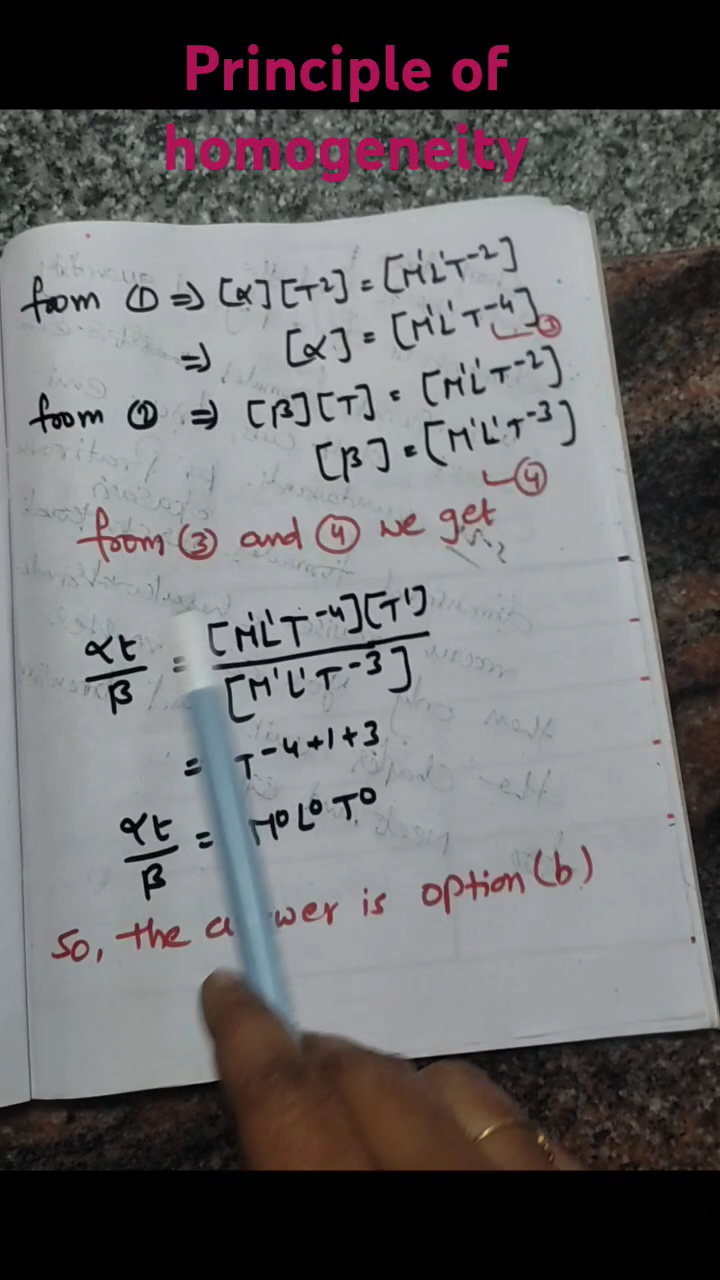 Principle of
homogeneity
from ① ⇒ [α][T²] = [M¹L¹T⁻²]
⇒ [α] = [M¹L¹T⁻⁴] ③
from ② ⇒ [β][T] = [M¹L¹T⁻²]
[β] = [M¹L¹T⁻³]
④
from ③ and ④ we get
αt/β = [M¹L¹T⁻⁴][T¹]/[M¹L¹T⁻³]
= T⁻⁴⁺¹⁺³
αt/β = M⁰L⁰T⁰
So, the answer is option (b)